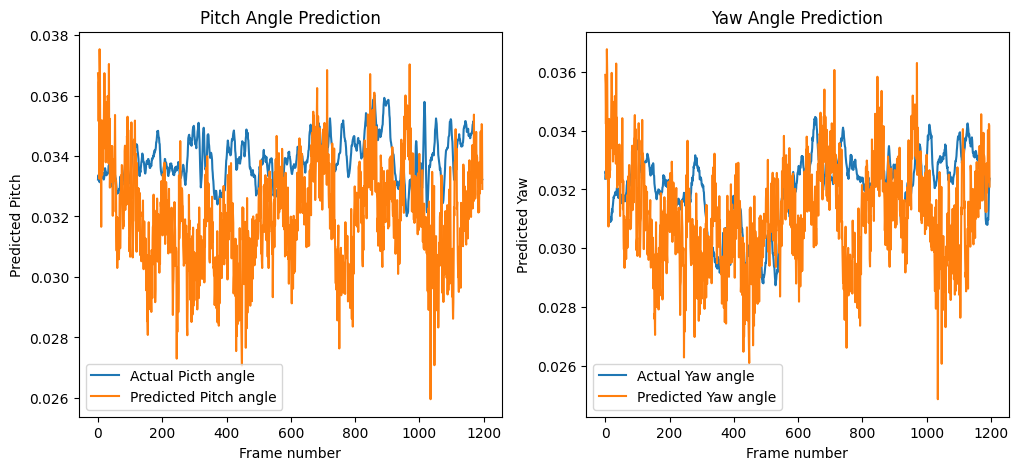 Pitch Angle Prediction
0.038
0.036
0.034
0.032
0.030
0.028
0.026
Predicted Pitch
Actual Picth angle
Predicted Pitch angle
0 200 400 600 800 1000 1200
Frame number
Yaw Angle Prediction
0.036
0.034
0.032
0.030
0.028
0.026
Predicted Yaw
Actual Yaw angle
Predicted Yaw angle
0 200 400 600 800 1000 1200
Frame number